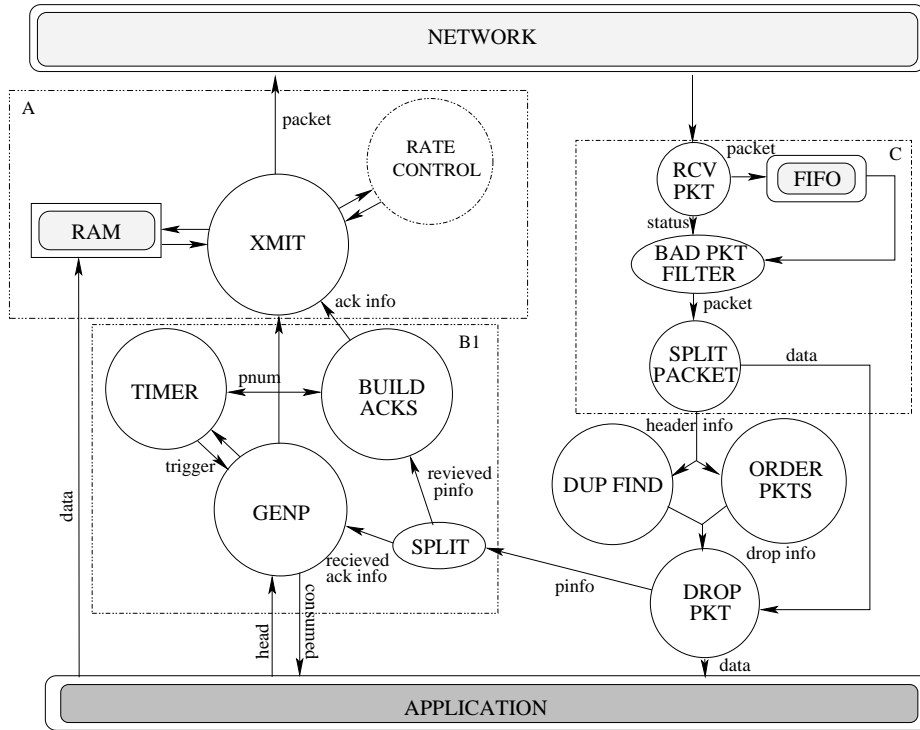 NETWORK
A
packet
RATE
CONTROL
RAM
XMIT
ack info
C
RCV
PKT
packet
FIFO
status
BAD PKT
FILTER
packet
SPLIT
PACKET
data
header info
B1
TIMER
pnum
BUILD
ACKS
trigger
revieved
pinfo
GENP
SPLIT
recieved
ack info
DUP FIND
ORDER
PKTS
drop info
pinfo
DROP
PKT
data
head
consumed
data
APPLICATION